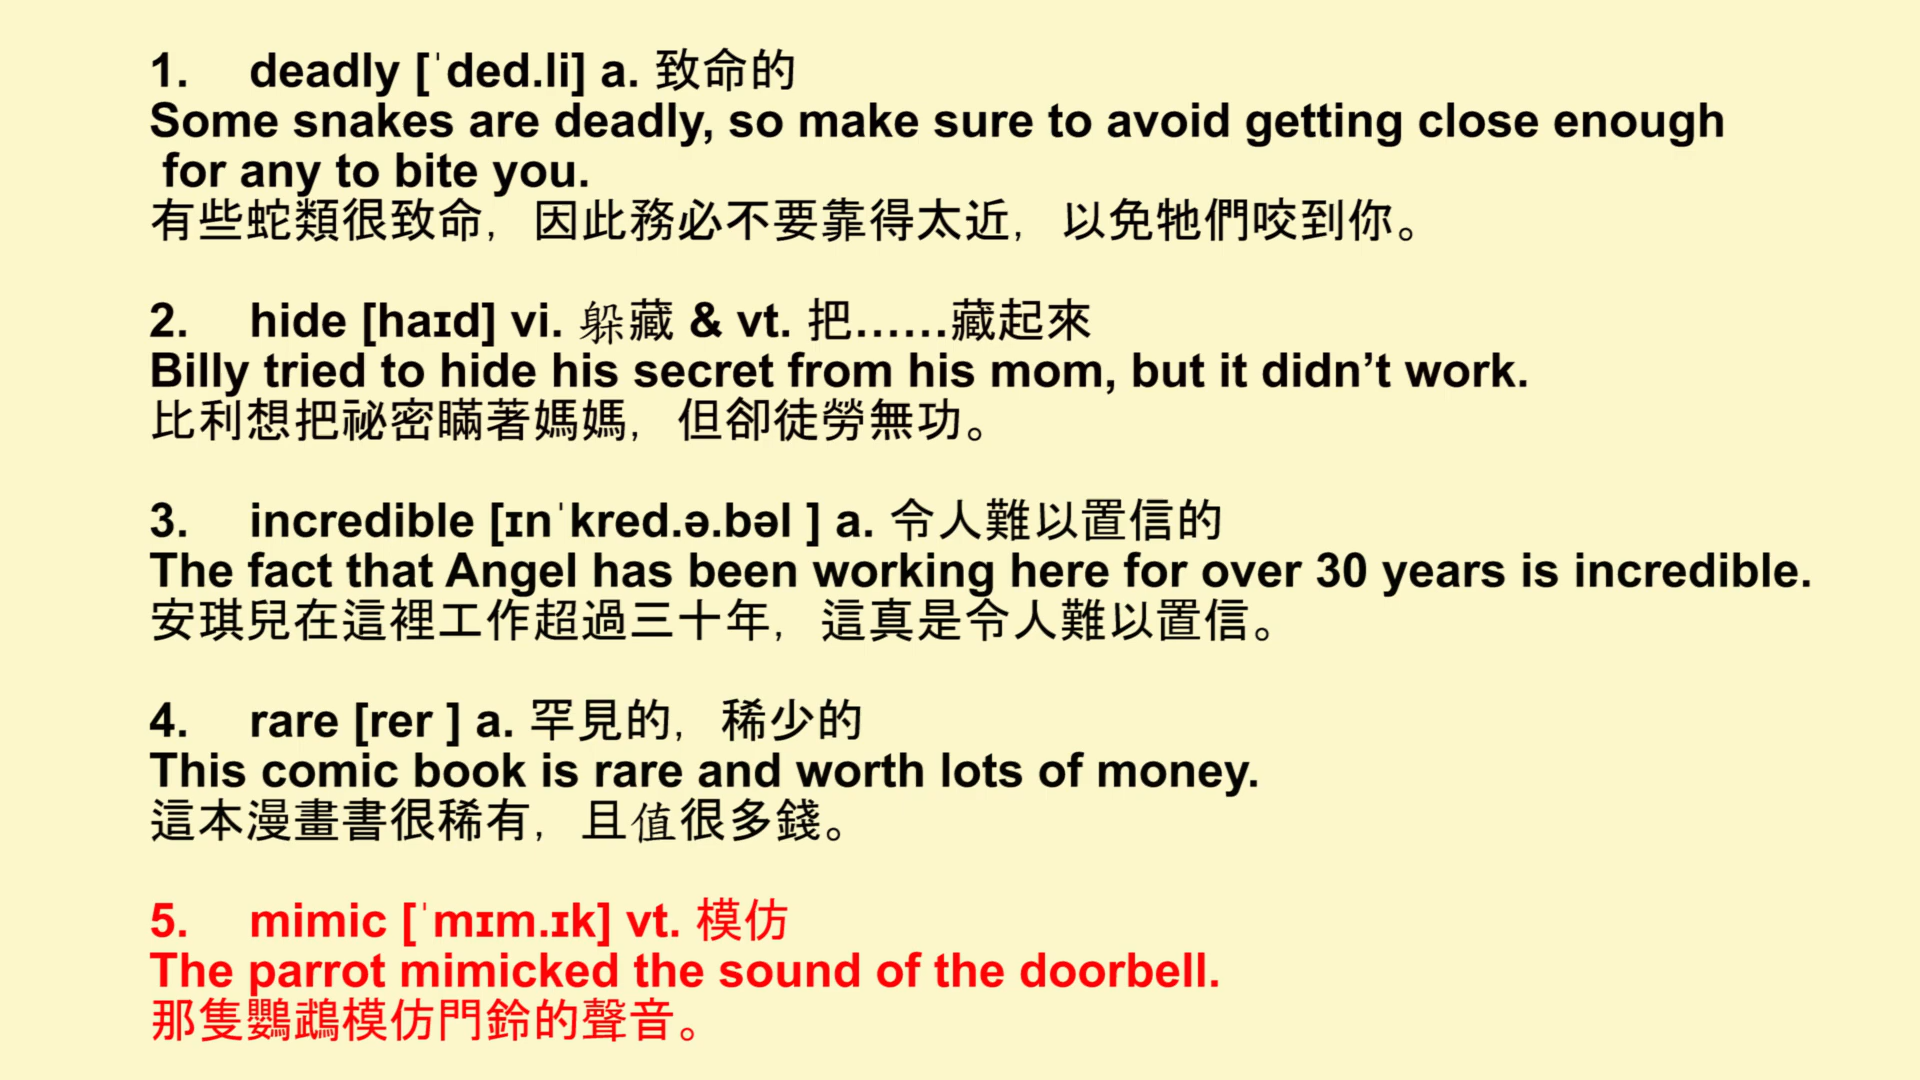 1. deadly [ˈded.li] a. 致命的
Some snakes are deadly, so make sure to avoid getting close enough
for any to bite you.
有些蛇類很致命，因此務必不要靠得太近，以免牠們咬到你。
2. hide [haɪd] vi. 躲藏 & vt. 把……藏起來
Billy tried to hide his secret from his mom, but it didn’t work.
比利想把祕密瞞著媽媽，但卻徒勞無功。
3. incredible [ɪnˈkred.ə.bəl ] a. 令人難以置信的
The fact that Angel has been working here for over 30 years is incredible.
安琪兒在這裡工作超過三十年，這真是令人難以置信。
4. rare [rer ] a. 罕見的，稀少的
This comic book is rare and worth lots of money.
這本漫畫書很稀有，且值很多錢。
5. mimic [ˈmɪm.ɪk] vt. 模仿
The parrot mimicked the sound of the doorbell.
那隻鸚鵡模仿門鈴的聲音。